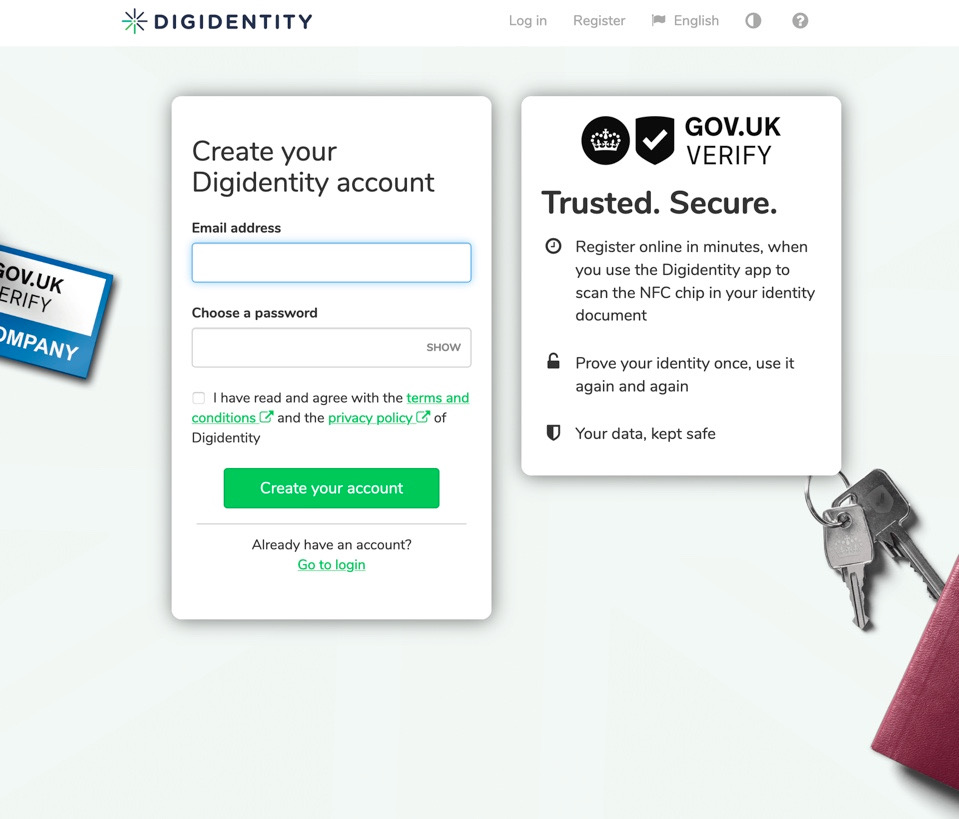 DIGIDENTITY
Log in
Register
English
Create your
Digidentity account
Email address
Choose a password
SHOW
I have read and agree with the terms and
conditions and the privacy policy of
Digidentity
Create your account
Already have an account?
Go to login
GOV.UK
VERIFY
Trusted. Secure.
Register online in minutes, when
you use the Digidentity app to
scan the NFC chip in your identity
document
Prove your identity once, use it
again and again
Your data, kept safe
GOV.UK
ERIFY
OMPANY